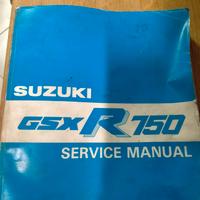 SUZUKI
GSX R 750
SERVICE MANUAL